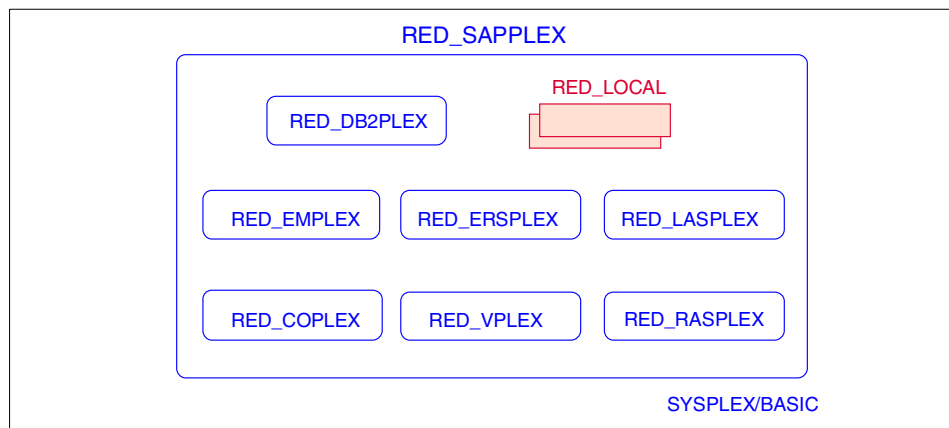 RED_SAPPLEX
RED_LOCAL
RED_DB2PLEX
RED_EMPLEX
RED_ERSPLEX
RED_LASPLEX
RED_COPLEX
RED_VPLEX
RED_RASPLEX
SYSPLEX/BASIC